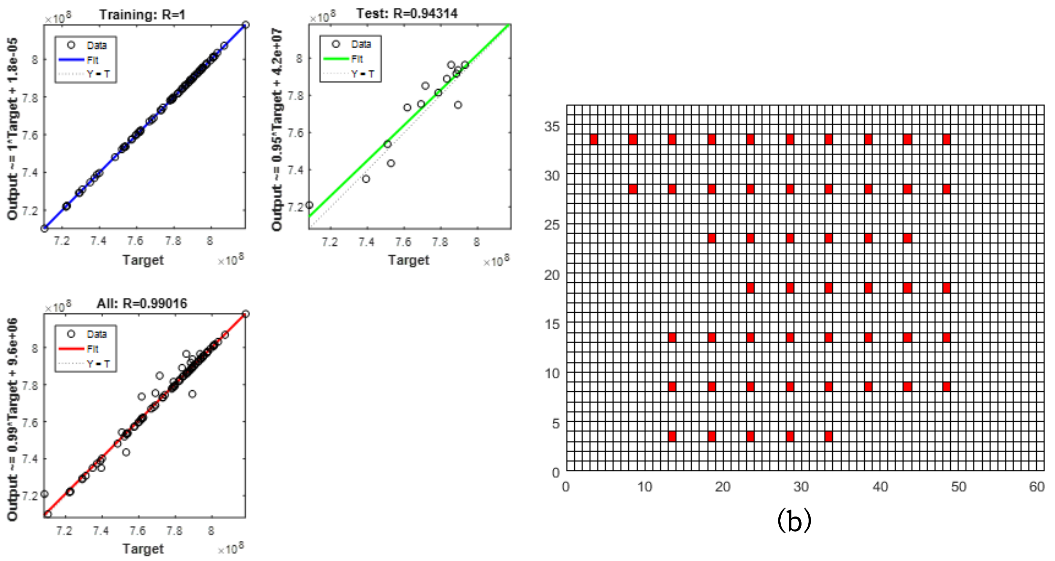 ×10⁸ Training: R=1
Output ~= 1*Target + 1.8e-05
Data
Fit
Y = T
8
7.8
7.6
7.4
7.2
7.2 7.4 7.6 7.8 8
Target ×10⁸
×10⁸ Test: R=0.94314
Output ~= 0.95*Target + 4.2e+07
Data
Fit
Y = T
8
7.8
7.6
7.4
7.2
7.2 7.4 7.6 7.8 8
Target ×10⁸
×10⁸ All: R=0.99016
Output ~= 0.99*Target + 9.6e+06
Data
Fit
Y = T
8
7.8
7.6
7.4
7.2
7.2 7.4 7.6 7.8 8
Target ×10⁸
35
30
25
20
15
10
5
0
0 10 20 30 40 50 60
(b)